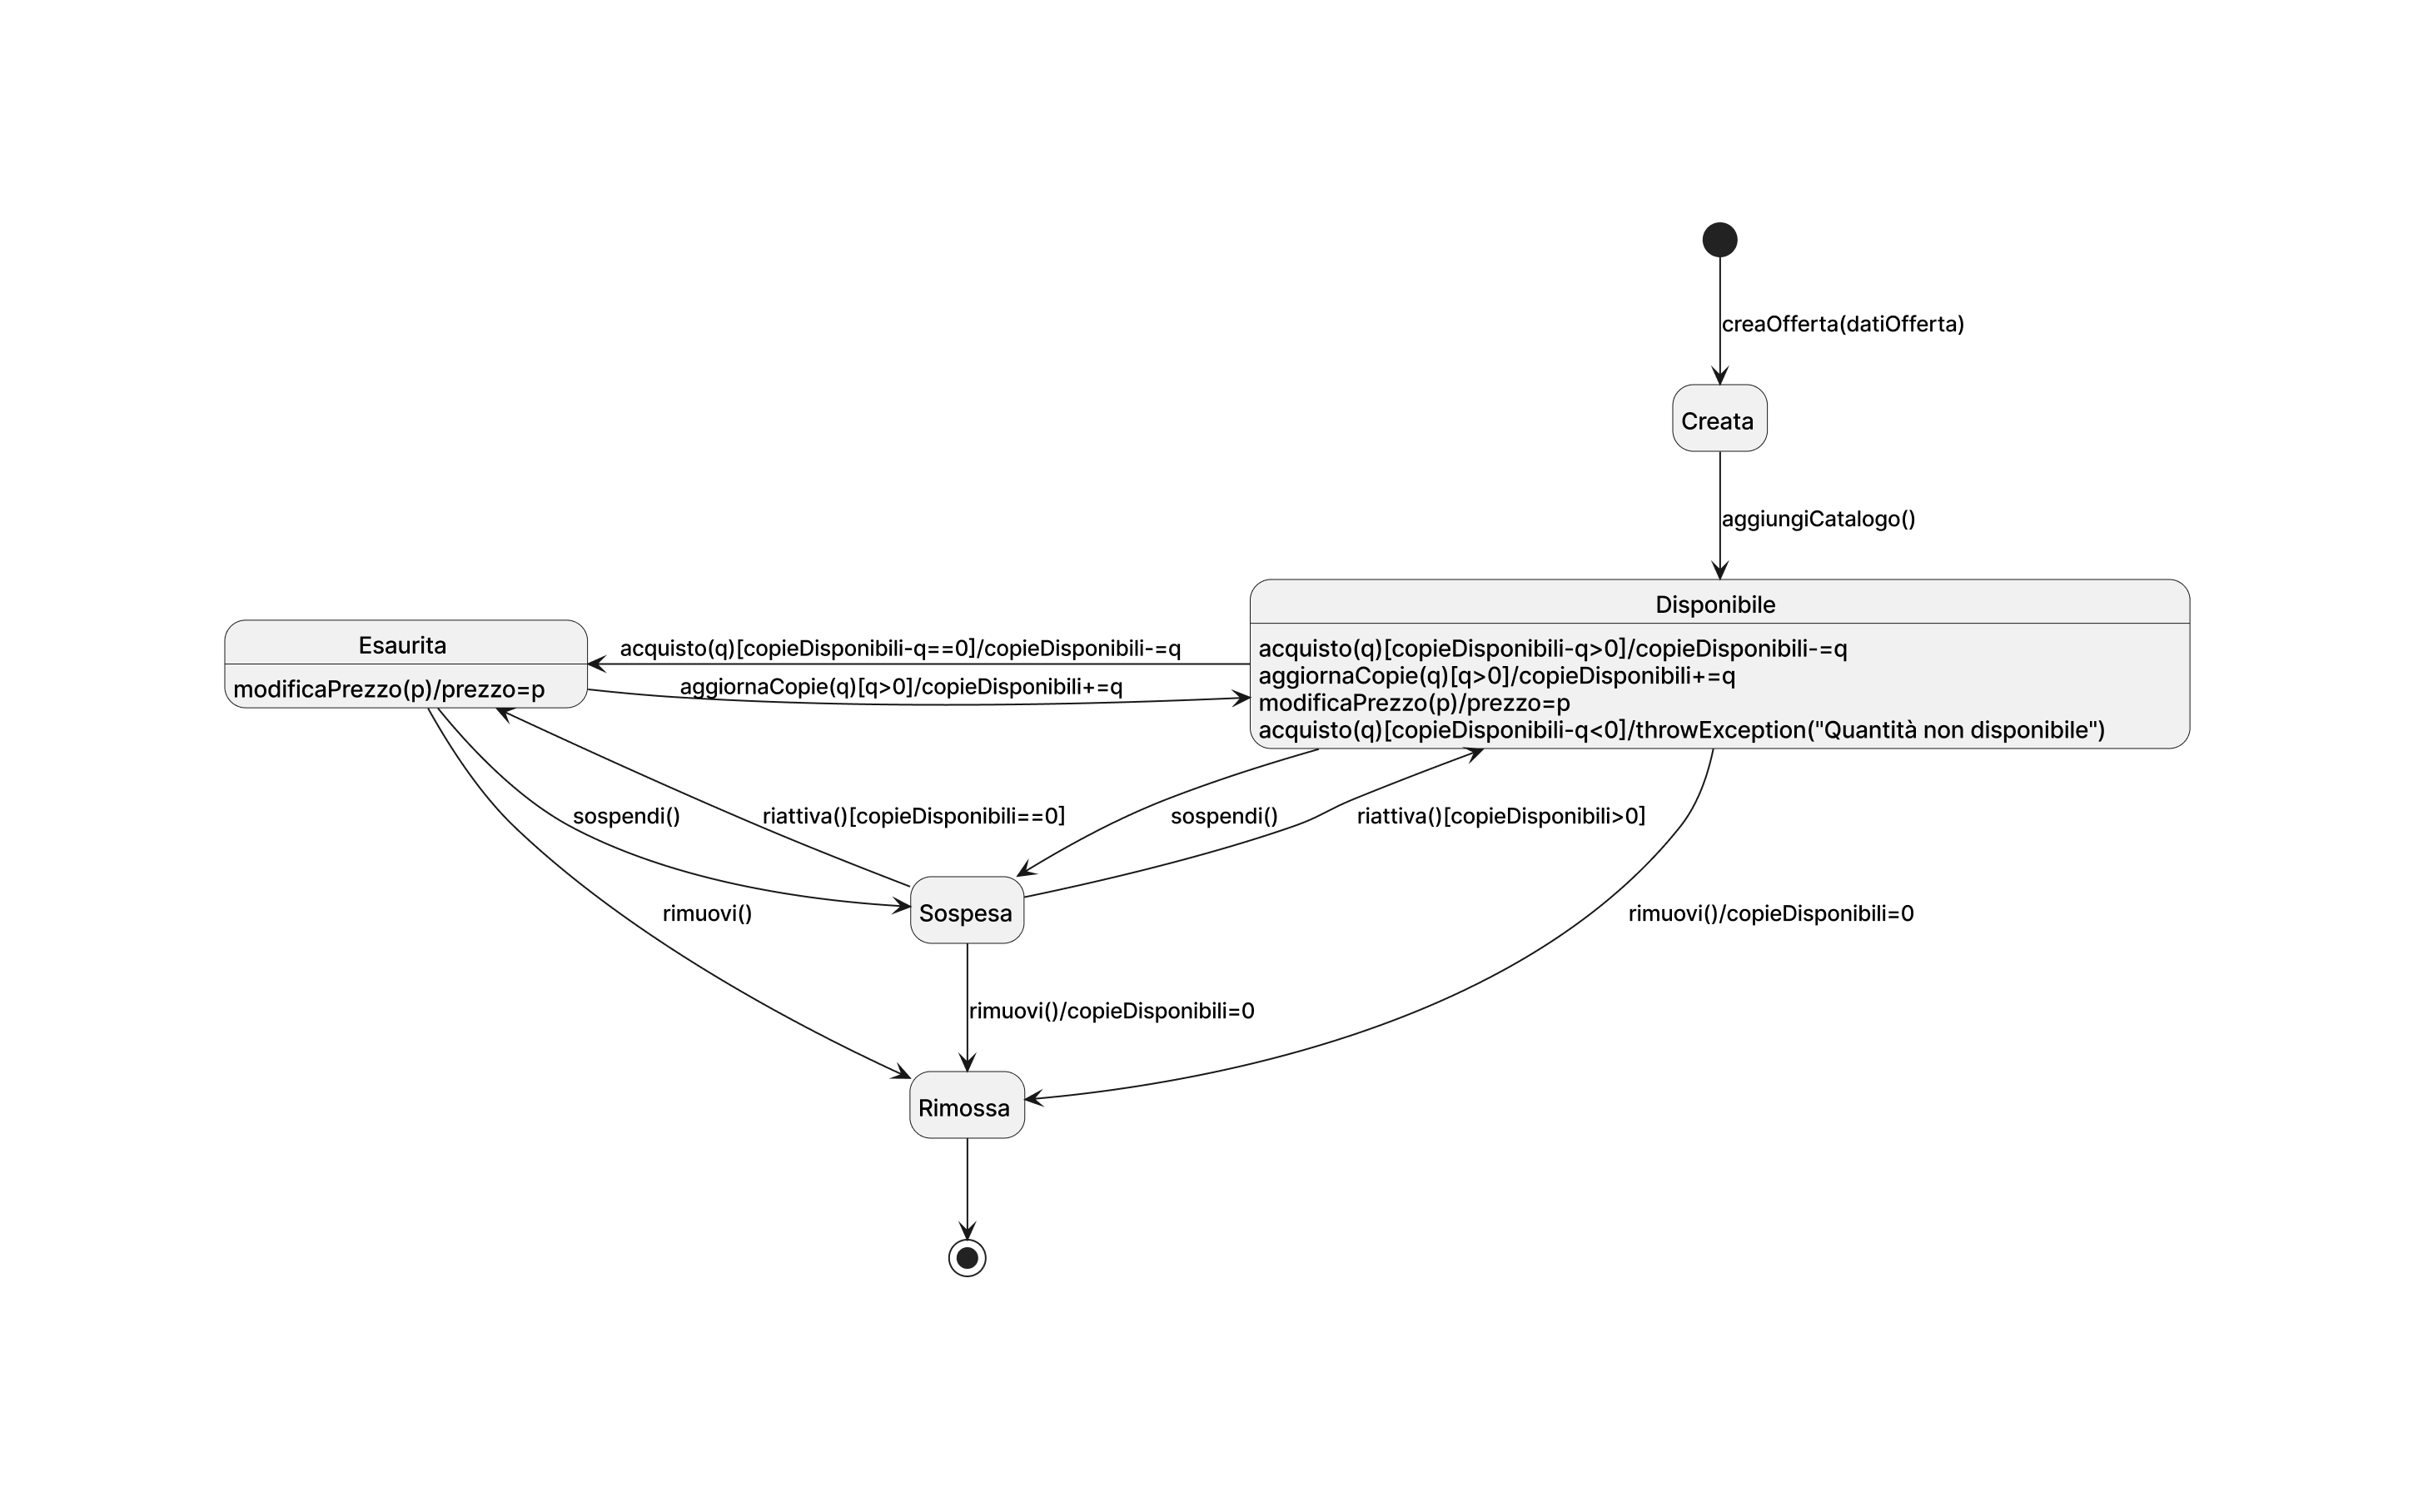 creaOfferta(datiOfferta)
Creata
aggiungiCatalogo()
Disponibile
acquisto(q)[copieDisponibili-q>0]/copieDisponibili-=q
aggiornaCopie(q)[q>0]/copieDisponibili+=q
modificaPrezzo(p)/prezzo=p
acquisto(q)[copieDisponibili-q<0]/throwException("Quantità non disponibile")
Esaurita
modificaPrezzo(p)/prezzo=p
acquisto(q)[copieDisponibili-q==0]/copieDisponibili-=q
aggiornaCopie(q)[q>0]/copieDisponibili+=q
sospendi()
riattiva()[copieDisponibili==0]
sospendi()
riattiva()[copieDisponibili>0]
rimuovi()
Sospesa
rimuovi()/copieDisponibili=0
rimuovi()/copieDisponibili=0
Rimossa